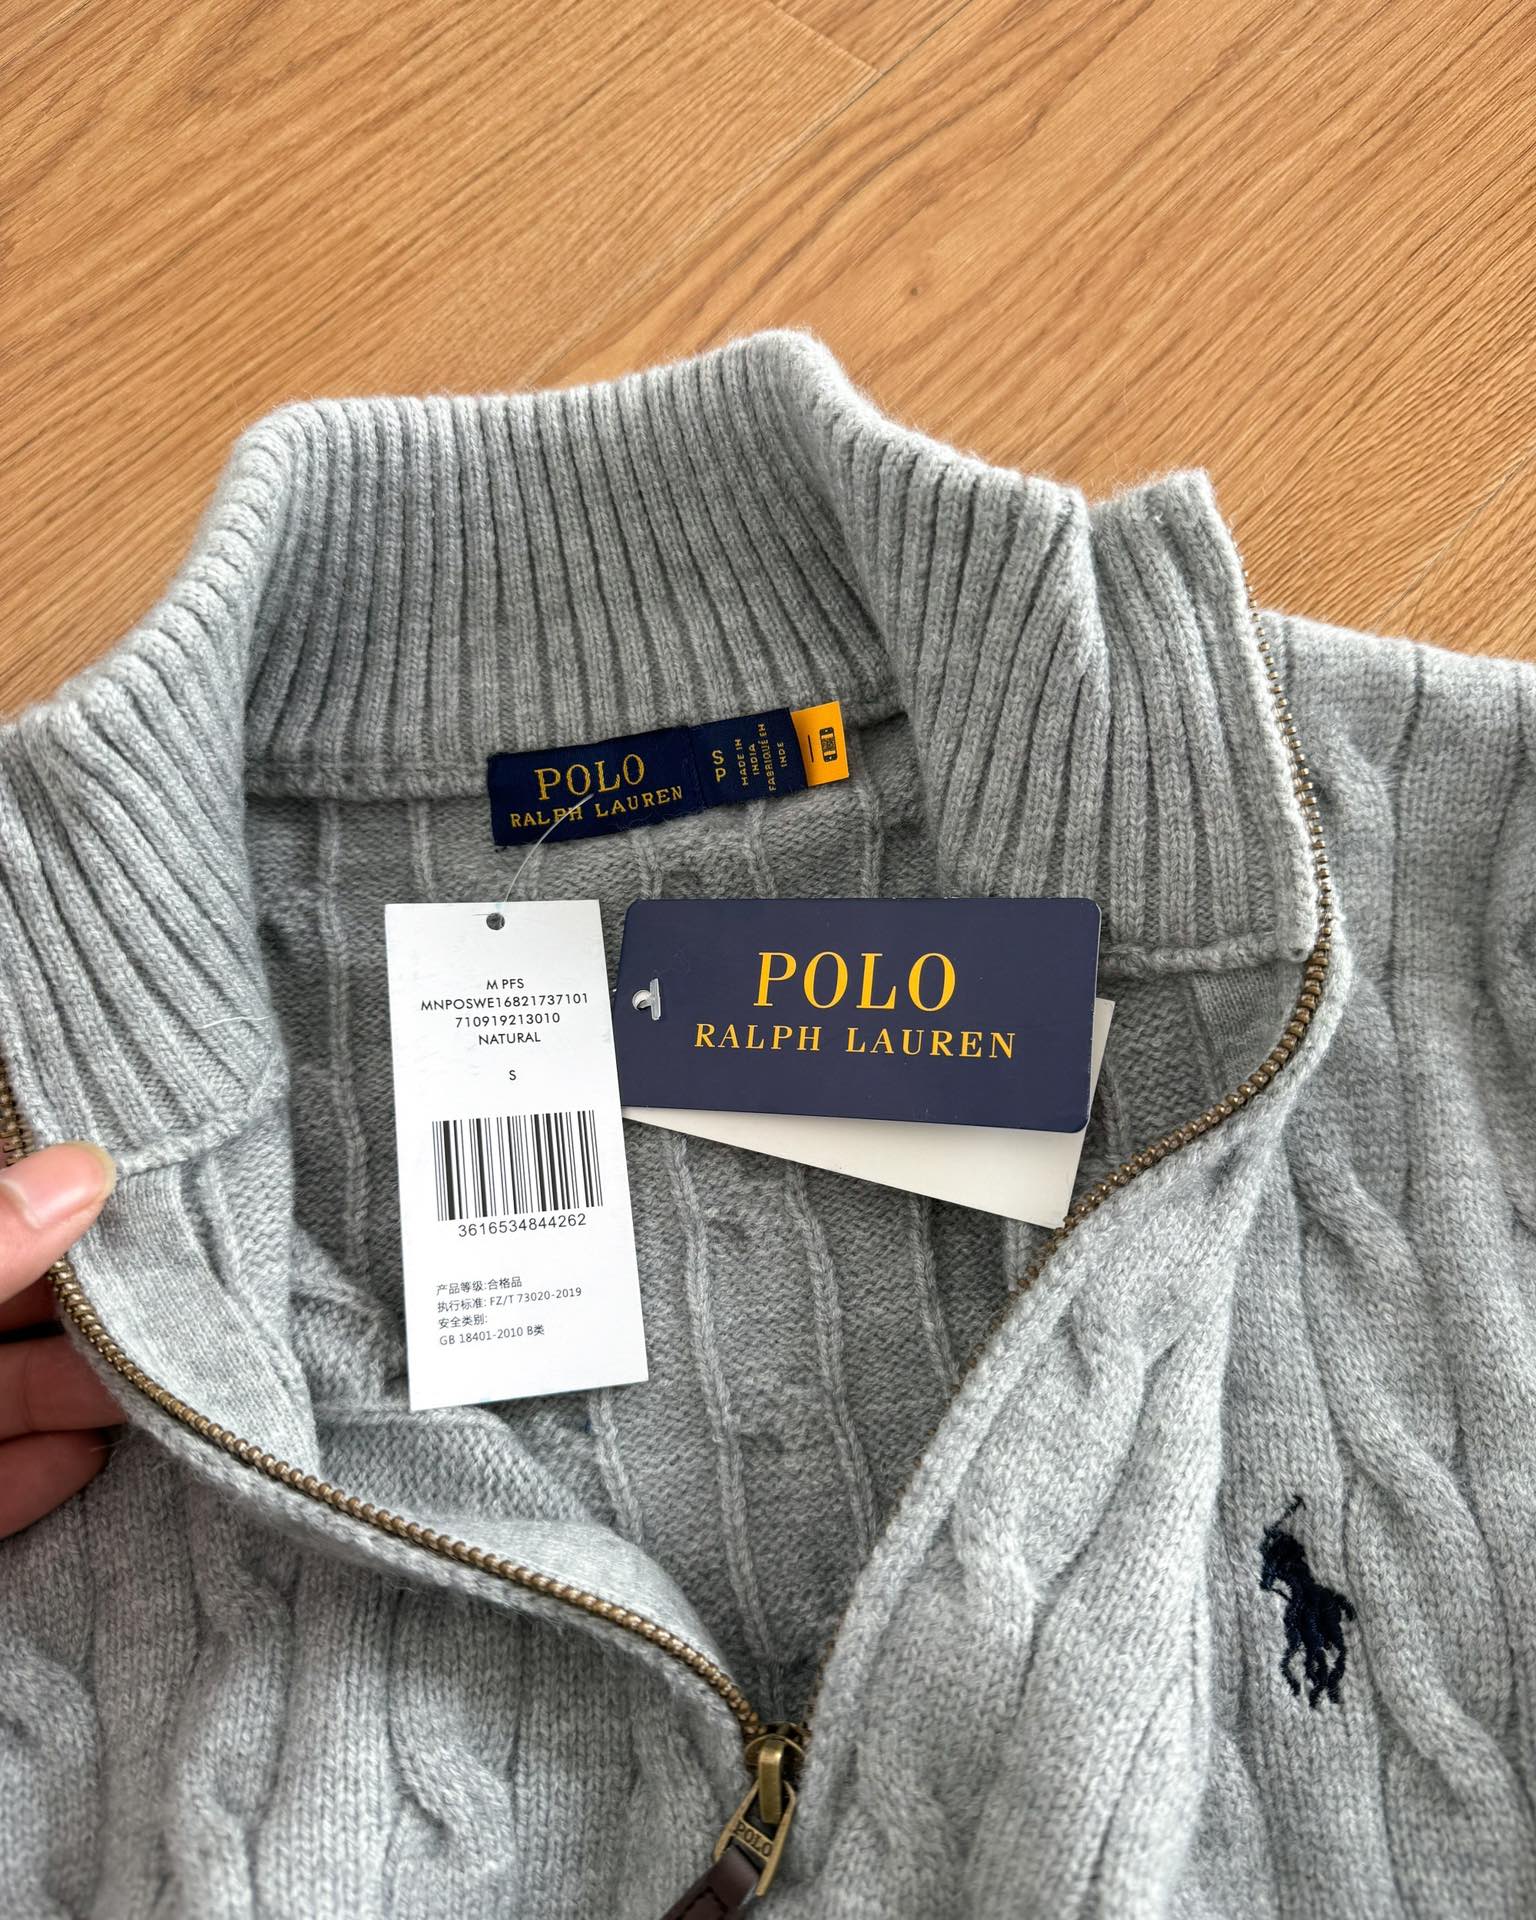 POLO
RALPH LAUREN
S
P
MADE IN
INDIA
FABRIQUÉ EN
INDE
M PFS
MNPOSWE16821737101
710919213010
NATURAL
S
3616534844262
产品等级:合格品
执行标准: FZ/T 73020-2019
安全类别:
GB 18401-2010 B类
POLO
RALPH LAUREN
POLO